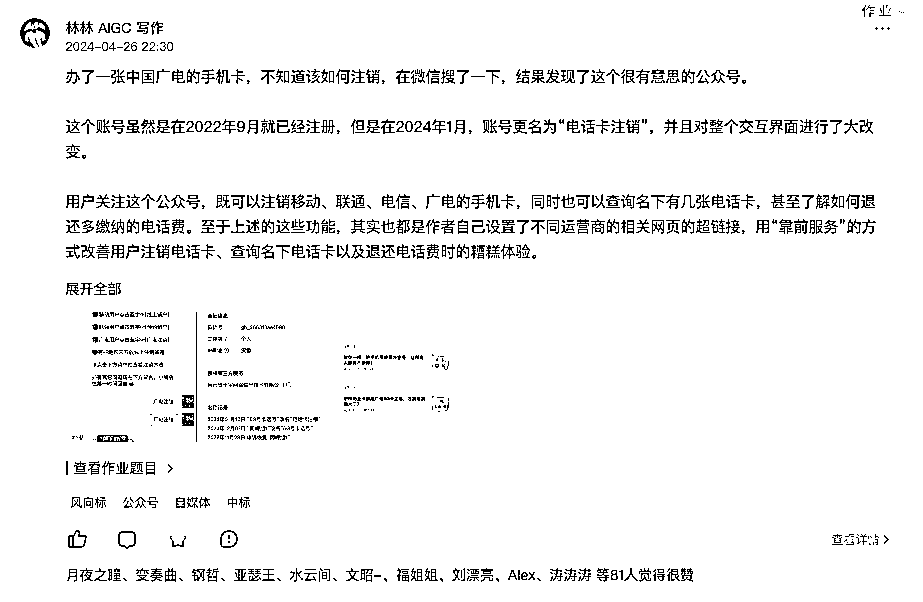 作业
林林 AIGC 写作
2024-04-26 22:30
办了一张中国广电的手机卡，不知道该如何注销，在微信搜了一下，结果发现了这个很有意思的公众号。
这个账号虽然是在2022年9月就已经注册，但是在2024年1月，账号更名为“电话卡注销”，并且对整个交互界面进行了大改
变。
用户关注这个公众号，既可以注销移动、联通、电信、广电的手机卡，同时也可以查询名下有几张电话卡，甚至了解如何退
还多缴纳的电话费。至于上述的这些功能，其实也都是作者自己设置了不同运营商的相关网页的超链接，用“靠前服务”的方
式改善用户注销电话卡、查询名下电话卡以及退还电话费时的糟糕体验。
展开全部
广电注销
广电注销
个人
查看作业题目
风向标 公众号 自媒体 中标
查看详情
月夜之瞳、变奏曲、钢哲、亚瑟王、水云间、文昭-、福姐姐、刘漂亮、Alex、涛涛涛 等81人觉得很赞